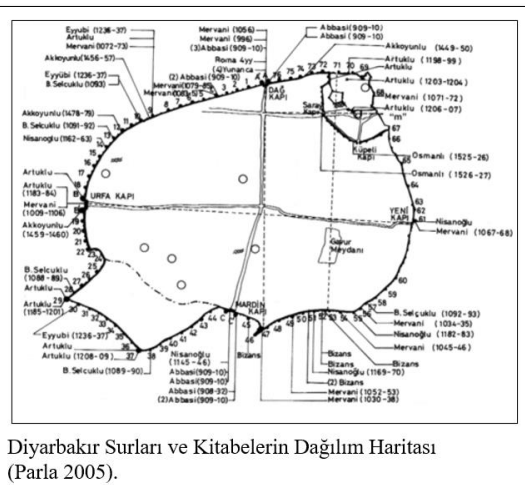 Eyyubi (1236-37)
Artuklu
Mervani (1072-73)
Akkoyunlu (1456-57)
Eyyübi (1236-37)
B. Selçuklu (1093)
Akkoyunlu (1478-79)
B. Selçuklu (1091-92)
Nisanoğlu (1162-63)
Artuklu
Artuklu
(1183-84)
Mervani
(1009-1106)
Akkoyunlu
(1459-1460)
B. Selcuklu
(1088-89)
Artuklu
Artuklu
(1185-1201)
Eyyubi (1236-37)
Artuklu
Artuklu (1208-09)
B. Selçuklu (1089-90)
Mervani (1056)
Mervani (996)
(3) Abbasi (909-10)
Roma 4yy
(4) Yunanca
(2) Abbasi (909-10)
Abbasi (909-10)
Abbasi (909-10)
Akkoyunlu (1449-50)
Artuklu (1198-99)
Artuklu
Artuklu (1203-1204)
Mervani (1071-72)
Artuklu (1206-07)
"m"
Osmanlı (1525-26)
Osmanlı (1526-27)
DAĞ
KAPI
Saray
Kapı
Küpeli
Kapı
URFA KAPI
YENİ
KAPI
Nisanoğlu
Mervani (1067-68)
Gavur
Meydanı
MARDİN
KAPI
B. Selçuklu (1092-93)
Mervani (1034-35)
Nisanoğlu (1182-83)
Mervani (1045-46)
Bizans
Bizans
Bizans
Nisanoğlu (1169-70)
(2) Bizans
Mervani (1052-53)
Mervani (1030-38)
Bizans
Nisanoğlu
(1145-46)
Abbasi (909-10)
Abbasi (909-10)
Abbasi (908-32)
(2) Abbasi (909-10)
Diyarbakır Surları ve Kitabelerin Dağılım Haritası
(Parla 2005).